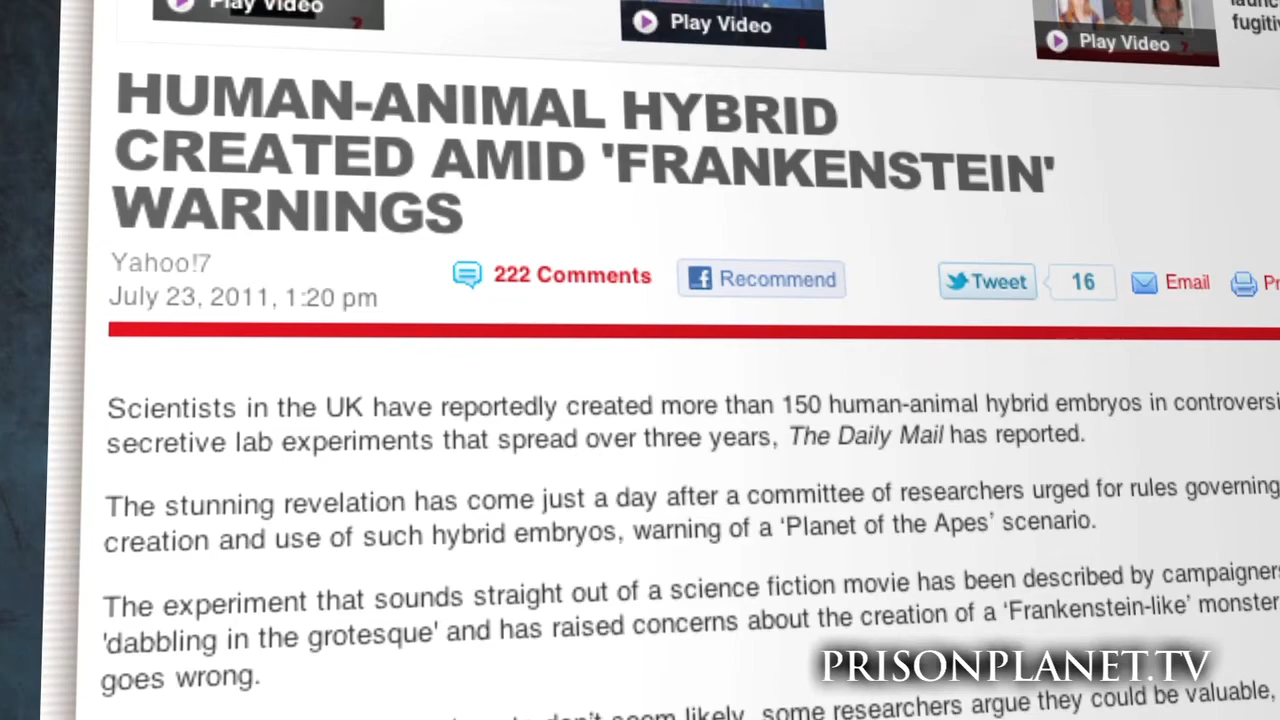 Play Video
Play Video
Play Video
HUMAN-ANIMAL HYBRID
CREATED AMID 'FRANKENSTEIN'
WARNINGS
Yahoo!7
July 23, 2011, 1:20 pm
222 Comments
Recommend
Tweet
16
Email
Scientists in the UK have reportedly created more than 150 human-animal hybrid embryos in
secretive lab experiments that spread over three years, The Daily Mail has reported.
The stunning revelation has come just a day after a committee of researchers urged for rules governing
creation and use of such hybrid embryos, warning of a ‘Planet of the Apes’ scenario.
The experiment that sounds straight out of a science fiction movie has been described by campaigners
'dabbling in the grotesque' and has raised concerns about the creation of a ‘Frankenstein-like’ monster
goes wrong.
likely, some researchers argue they could be valuable,
PRISONPLANET.TV